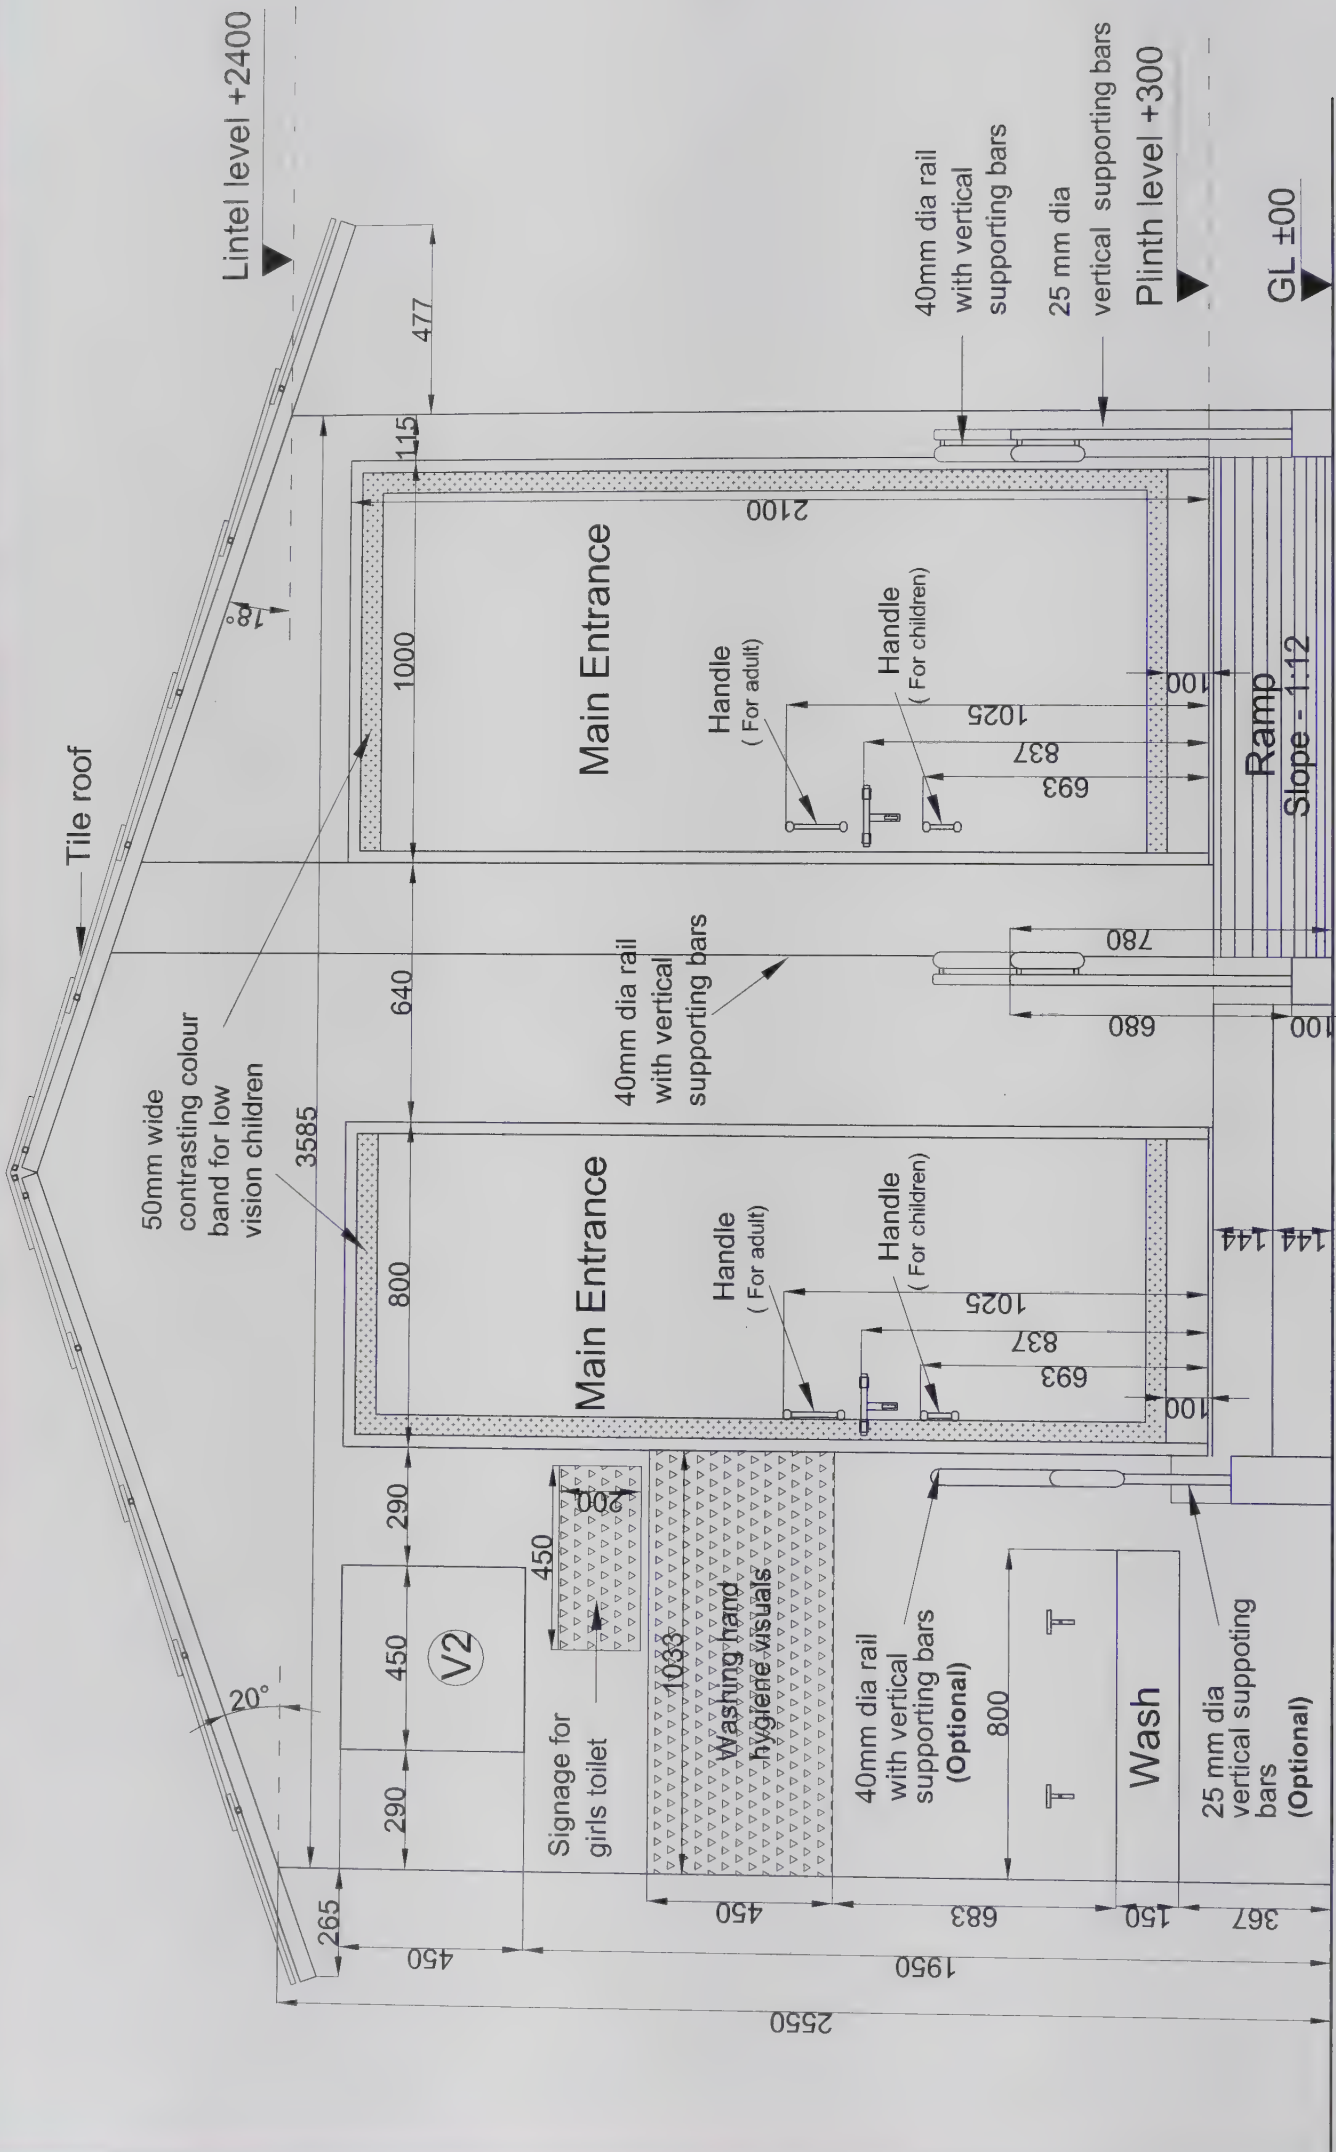 Tile roof
Lintel level +2400
20°
18°
50mm wide
contrasting colour
band for low
vision children
3585
265
290
450
290
800
640
1000
115
477
V2
450
200
Signage for
girls toilet
1033
Washing hand
hygiene visuals
Main Entrance
Main Entrance
Handle
( For adult)
Handle
( For children)
1025
837
693
100
Handle
( For adult)
Handle
( For children)
1025
837
693
100
2100
40mm dia rail
with vertical
supporting bars
40mm dia rail
with vertical
supporting bars
25 mm dia
vertical supporting bars
Plinth level +300
GL ±00
40mm dia rail
with vertical
supporting bars
(Optional)
800
Wash
25 mm dia
vertical suppoting
bars
(Optional)
144
144
680
100
780
Ramp
Slope - 1:12
450
450
683
150
367
1950
2550